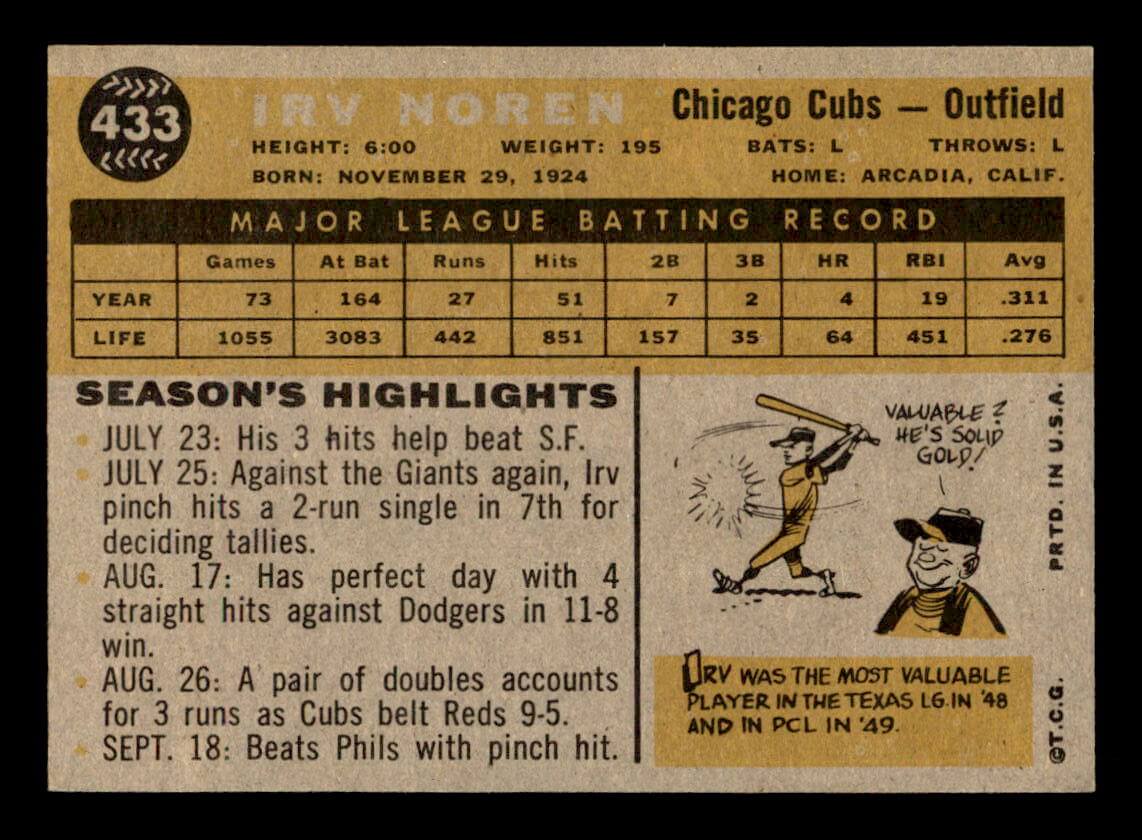 433
IRV NOREN
Chicago Cubs — Outfield
HEIGHT: 6:00 WEIGHT: 195 BATS: L THROWS: L
BORN: NOVEMBER 29, 1924 HOME: ARCADIA, CALIF.
MAJOR LEAGUE BATTING RECORD
Games At Bat Runs Hits 2B 3B HR RBI Avg
YEAR 73 164 27 51 7 2 4 19 .311
LIFE 1055 3083 442 851 157 35 64 451 .276
SEASON'S HIGHLIGHTS
JULY 23: His 3 hits help beat S.F.
JULY 25: Against the Giants again, Irv
pinch hits a 2-run single in 7th for
deciding tallies.
AUG. 17: Has perfect day with 4
straight hits against Dodgers in 11-8
win.
AUG. 26: A pair of doubles accounts
for 3 runs as Cubs belt Reds 9-5.
SEPT. 18: Beats Phils with pinch hit.
VALUABLE?
HE'S SOLID
GOLD!
IRV WAS THE MOST VALUABLE
PLAYER IN THE TEXAS LG. IN '48
AND IN PCL IN '49.
©T.C.G. PRTD. IN U.S.A.